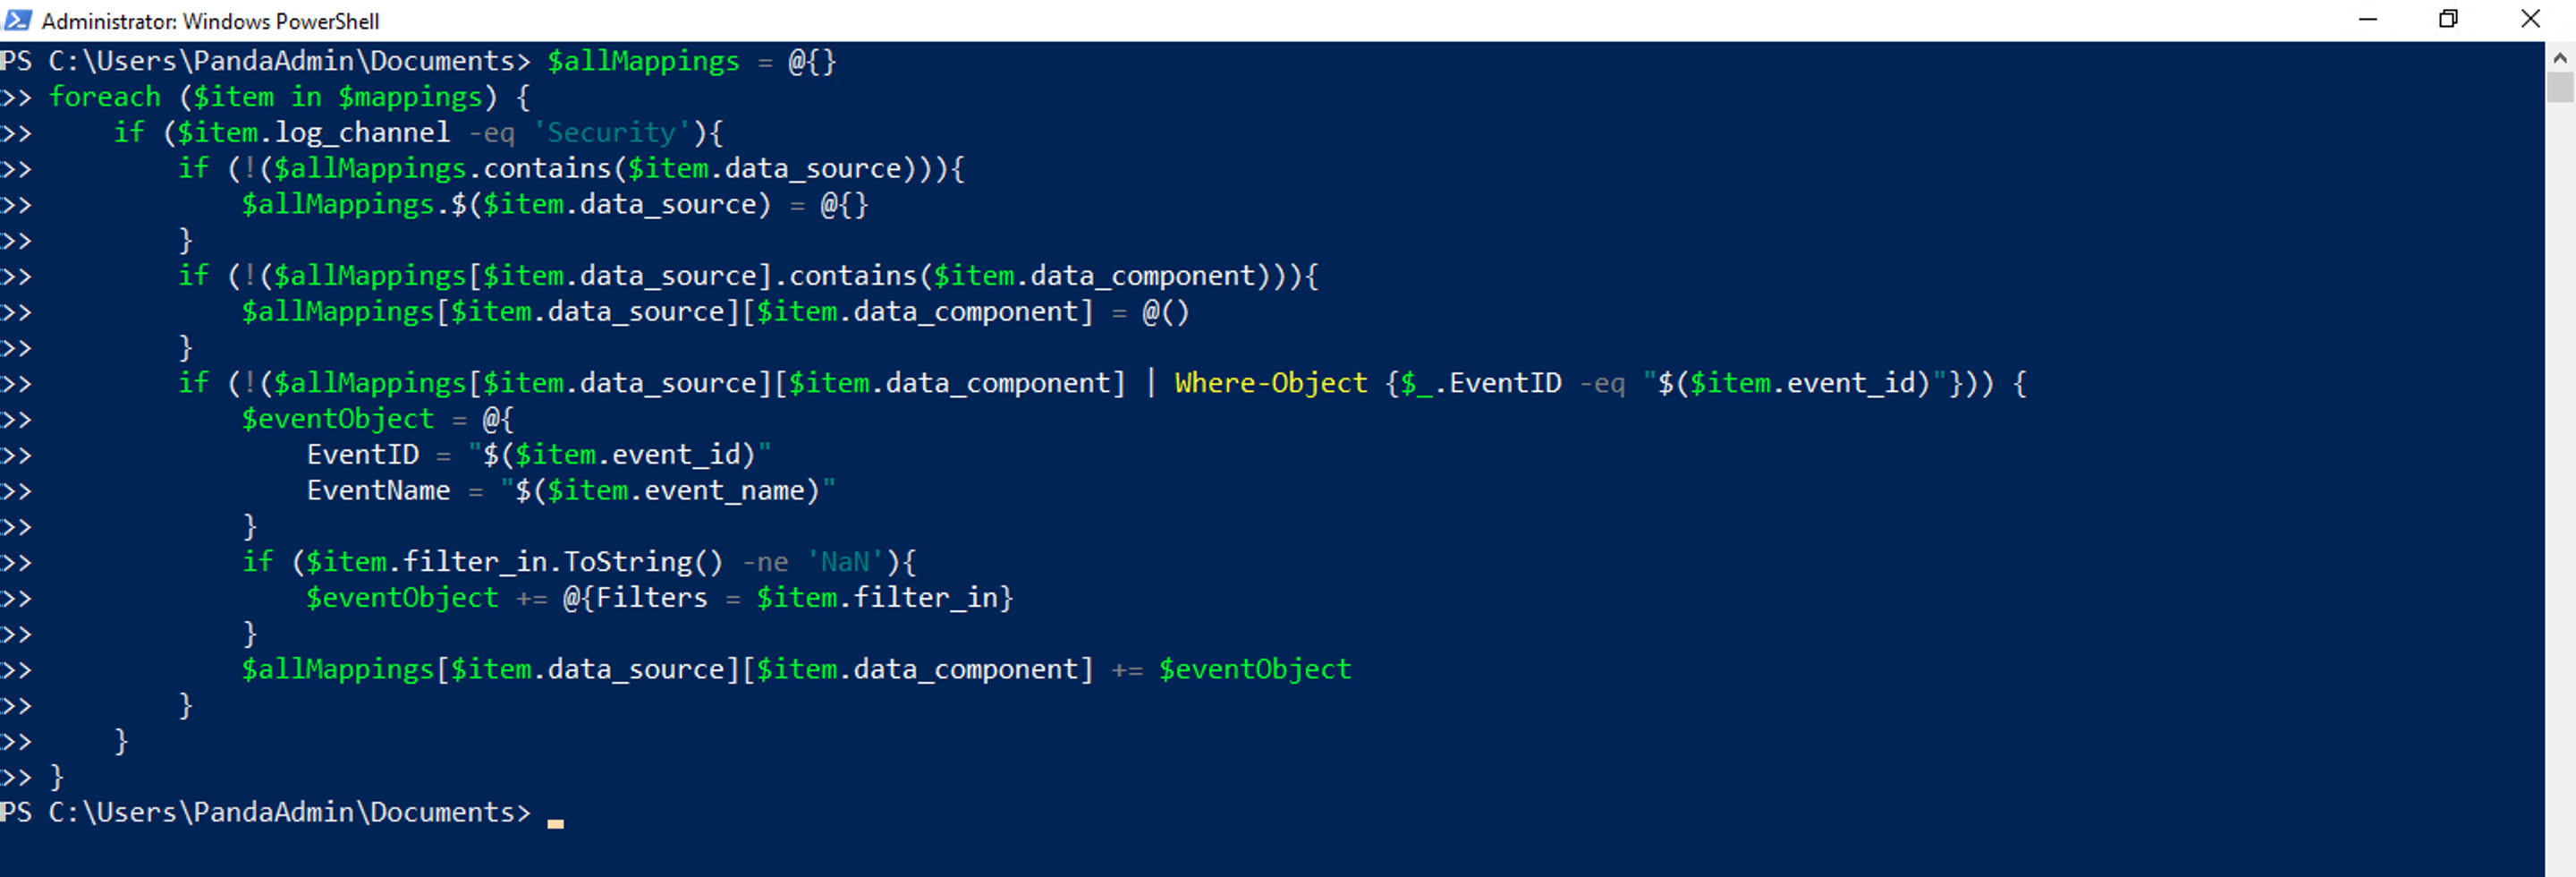 Administrator: Windows PowerShell
PS C:\Users\PandaAdmin\Documents> $allMappings = @{}
>> foreach ($item in $mappings) {
>>     if ($item.log_channel -eq 'Security'){
>>         if (!($allMappings.contains($item.data_source))){
>>             $allMappings.$($item.data_source) = @{}
>>         }
>>         if (!($allMappings[$item.data_source].contains($item.data_component))){
>>             $allMappings[$item.data_source][$item.data_component] = @()
>>         }
>>         if (!($allMappings[$item.data_source][$item.data_component] | Where-Object {$_.EventID -eq "$($item.event_id)"})) {
>>             $eventObject = @{
>>                 EventID = "$($item.event_id)"
>>                 EventName = "$($item.event_name)"
>>             }
>>             if ($item.filter_in.ToString() -ne 'NaN'){
>>                 $eventObject += @{Filters = $item.filter_in}
>>             }
>>             $allMappings[$item.data_source][$item.data_component] += $eventObject
>>         }
>>     }
>> }
PS C:\Users\PandaAdmin\Documents>